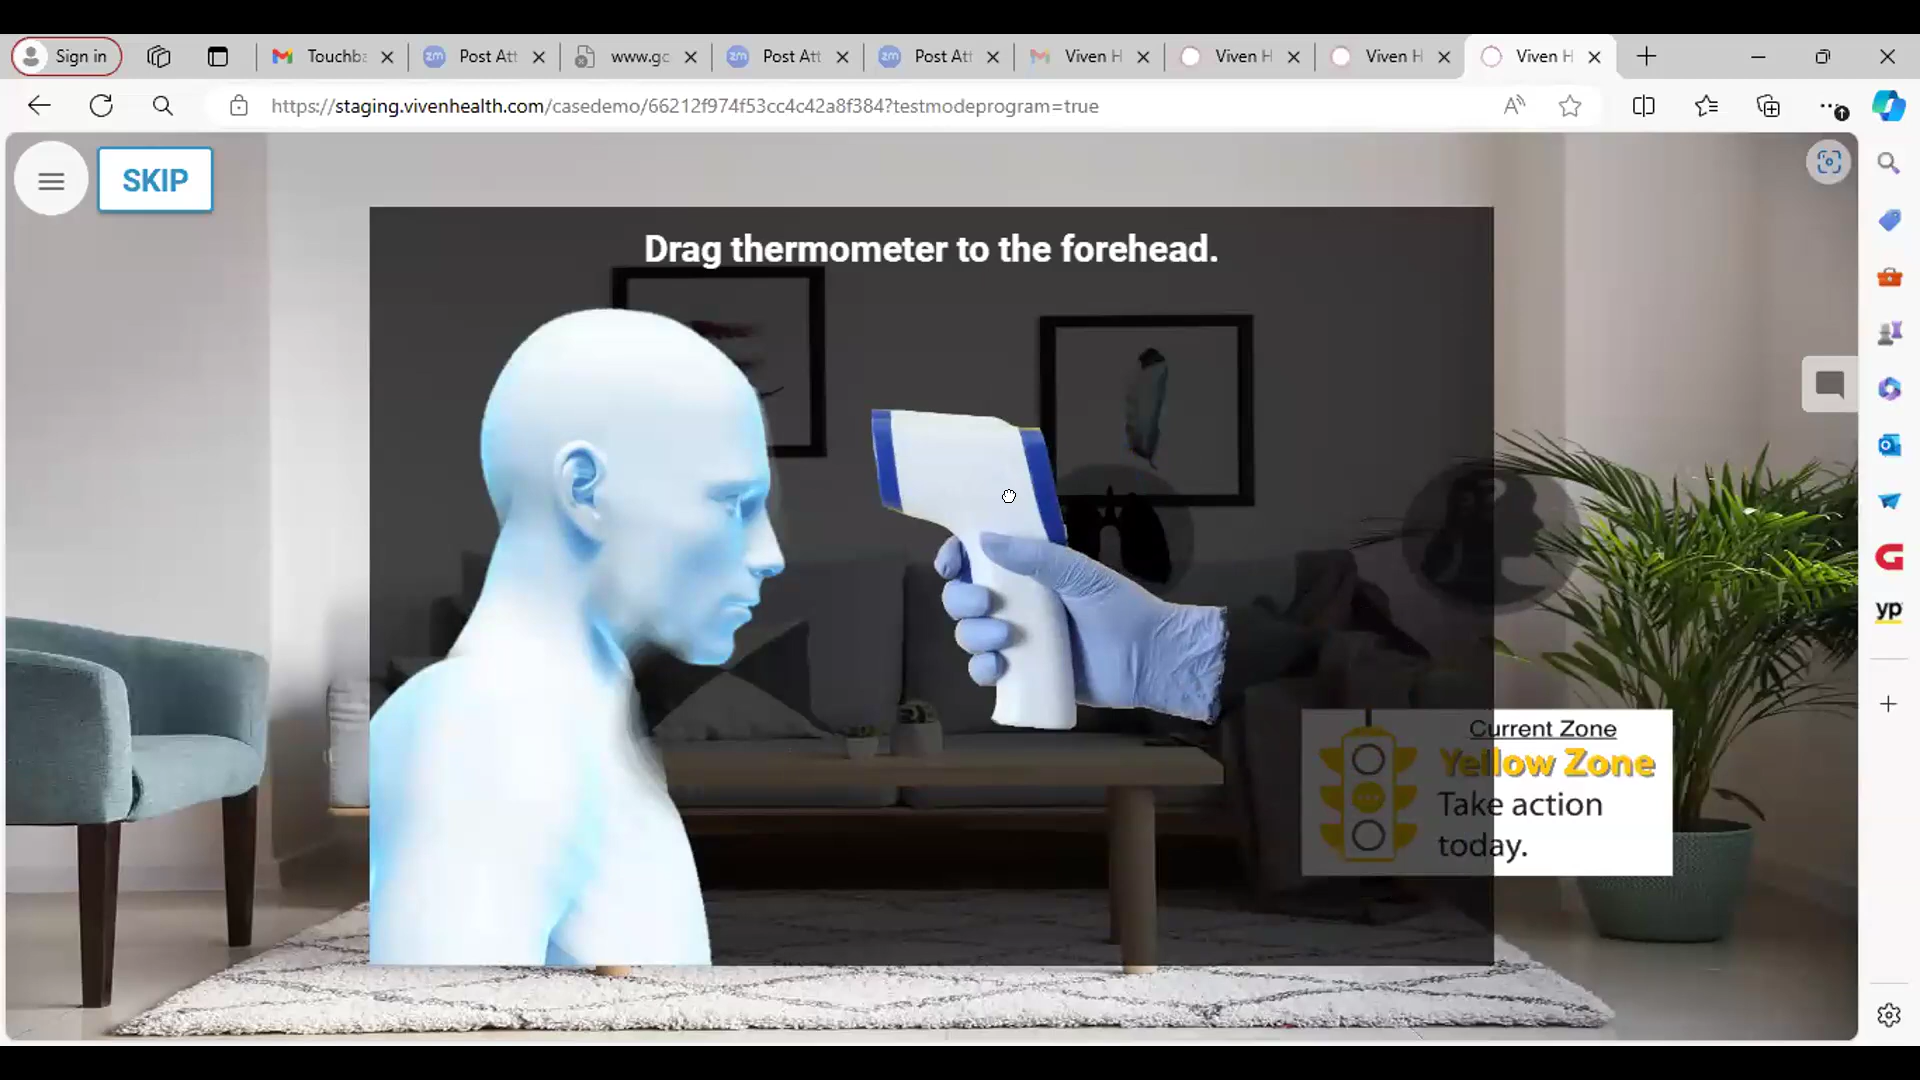 Sign in
Touchba
Post Att
www.gc
Post Att
Post Att
Viven H
Viven H
Viven H
Viven H
https://staging.vivenhealth.com/casedemo/66212f974f53cc4c42a8f384?testmodeprogram=true
SKIP
Drag thermometer to the forehead.
Current Zone
Yellow Zone
Take action
today.
G
yp